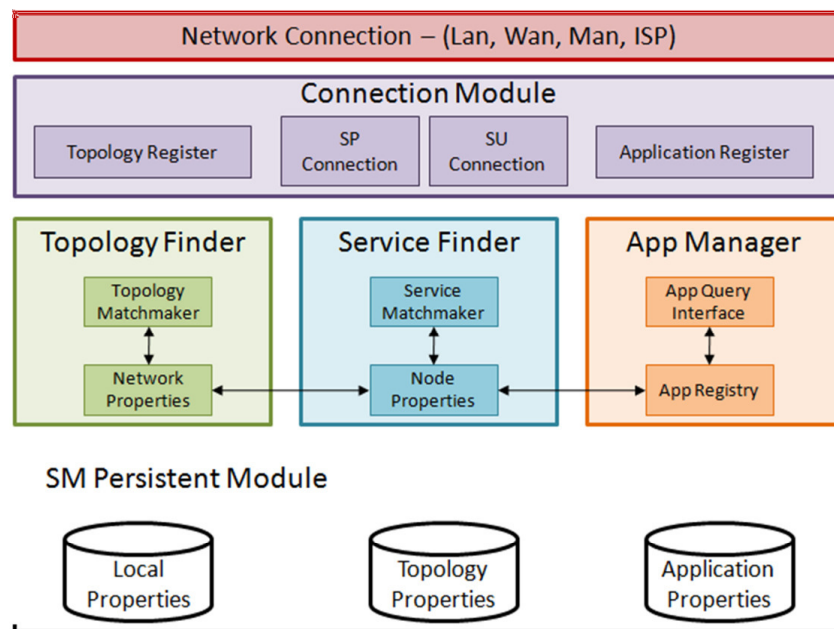 Network Connection – (Lan, Wan, Man, ISP)
Connection Module
Topology Register
SP
Connection
SU
Connection
Application Register
Topology Finder
Topology
Matchmaker
Network
Properties
Service Finder
Service
Matchmaker
Node
Properties
App Manager
App Query
Interface
App Registry
SM Persistent Module
Local
Properties
Topology
Properties
Application
Properties